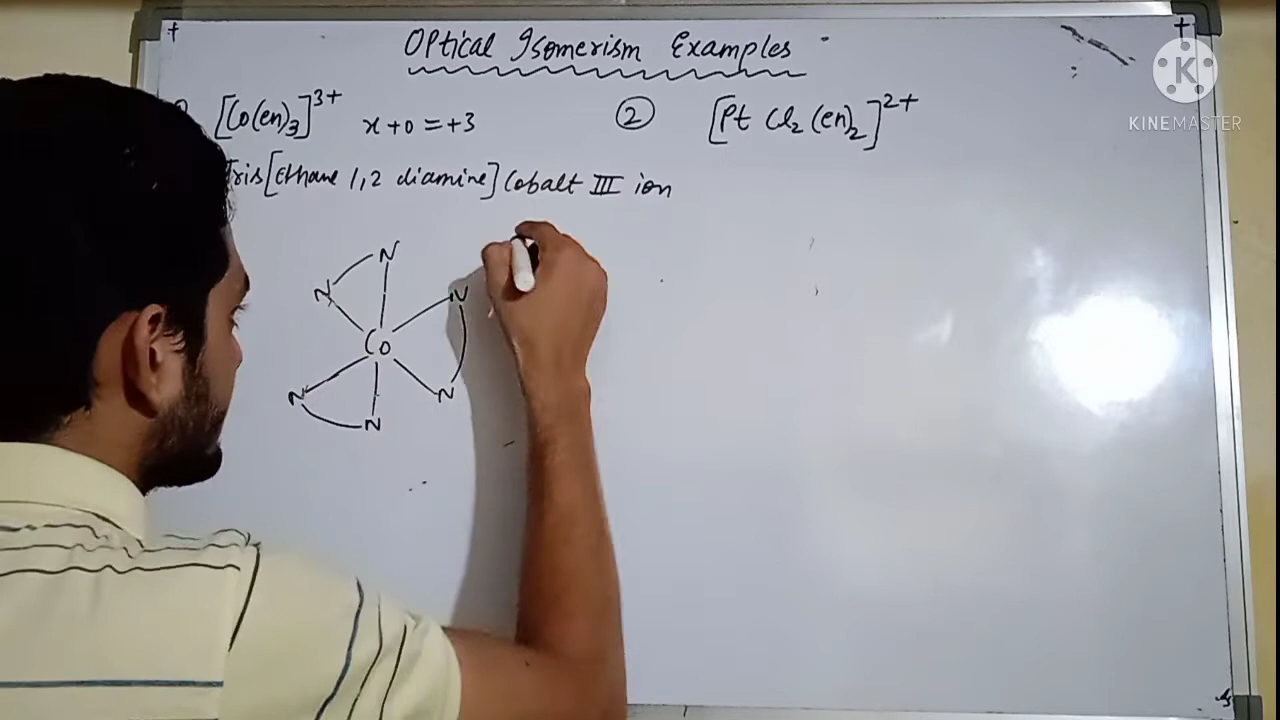 Optical Isomerism Examples
[Co(en)3]3+ x+0=+3
② [Pt Cl2 (en)2]2+
Tris[Ethane 1,2 diamine] Cobalt III ion
N
N
N
Co
N
N
N
K
KINEMASTER